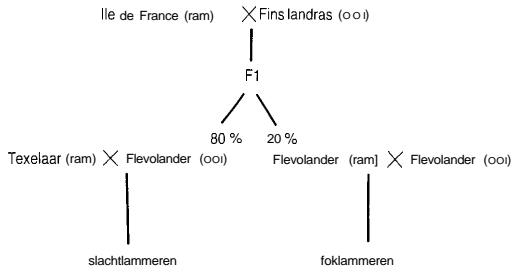 Ile de France (ram) X Fins landras (ooi)
F1
80 % 20 %
Texelaar (ram) X Flevolander (ooi) Flevolander (ram] X Flevolander (ooi)
slachtlammeren foklammeren